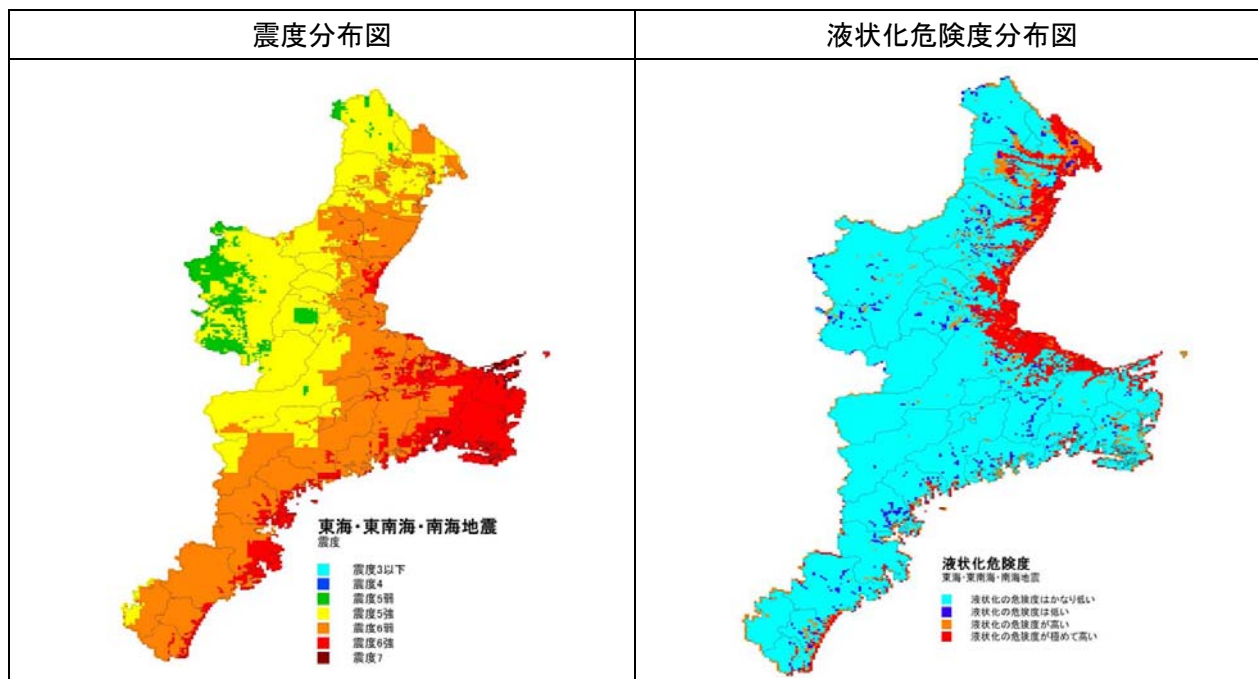 震度分布図
液状化危険度分布図
東海・東南海・南海地震
震度
震度3以下
震度4
震度5弱
震度5強
震度6弱
震度6強
震度7
液状化危険度
東海・東南海・南海地震
液状化の危険度はかなり低い
液状化の危険度は低い
液状化の危険度が高い
液状化の危険度が極めて高い